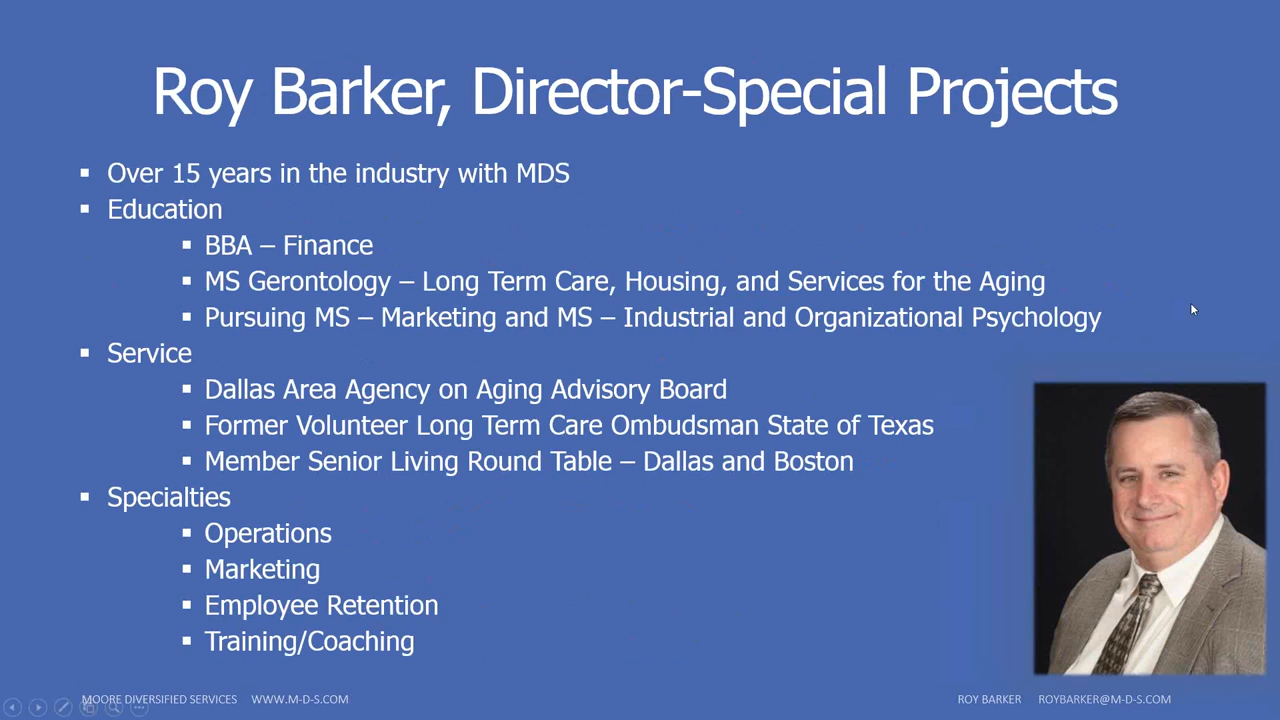 Roy Barker, Director-Special Projects
▪ Over 15 years in the industry with MDS
▪ Education
▪ BBA – Finance
▪ MS Gerontology – Long Term Care, Housing, and Services for the Aging
▪ Pursuing MS – Marketing and MS – Industrial and Organizational Psychology
▪ Service
▪ Dallas Area Agency on Aging Advisory Board
▪ Former Volunteer Long Term Care Ombudsman State of Texas
▪ Member Senior Living Round Table – Dallas and Boston
▪ Specialties
▪ Operations
▪ Marketing
▪ Employee Retention
▪ Training/Coaching
MOORE DIVERSIFIED SERVICES WWW.M-D-S.COM
ROY BARKER ROYBARKER@M-D-S.COM